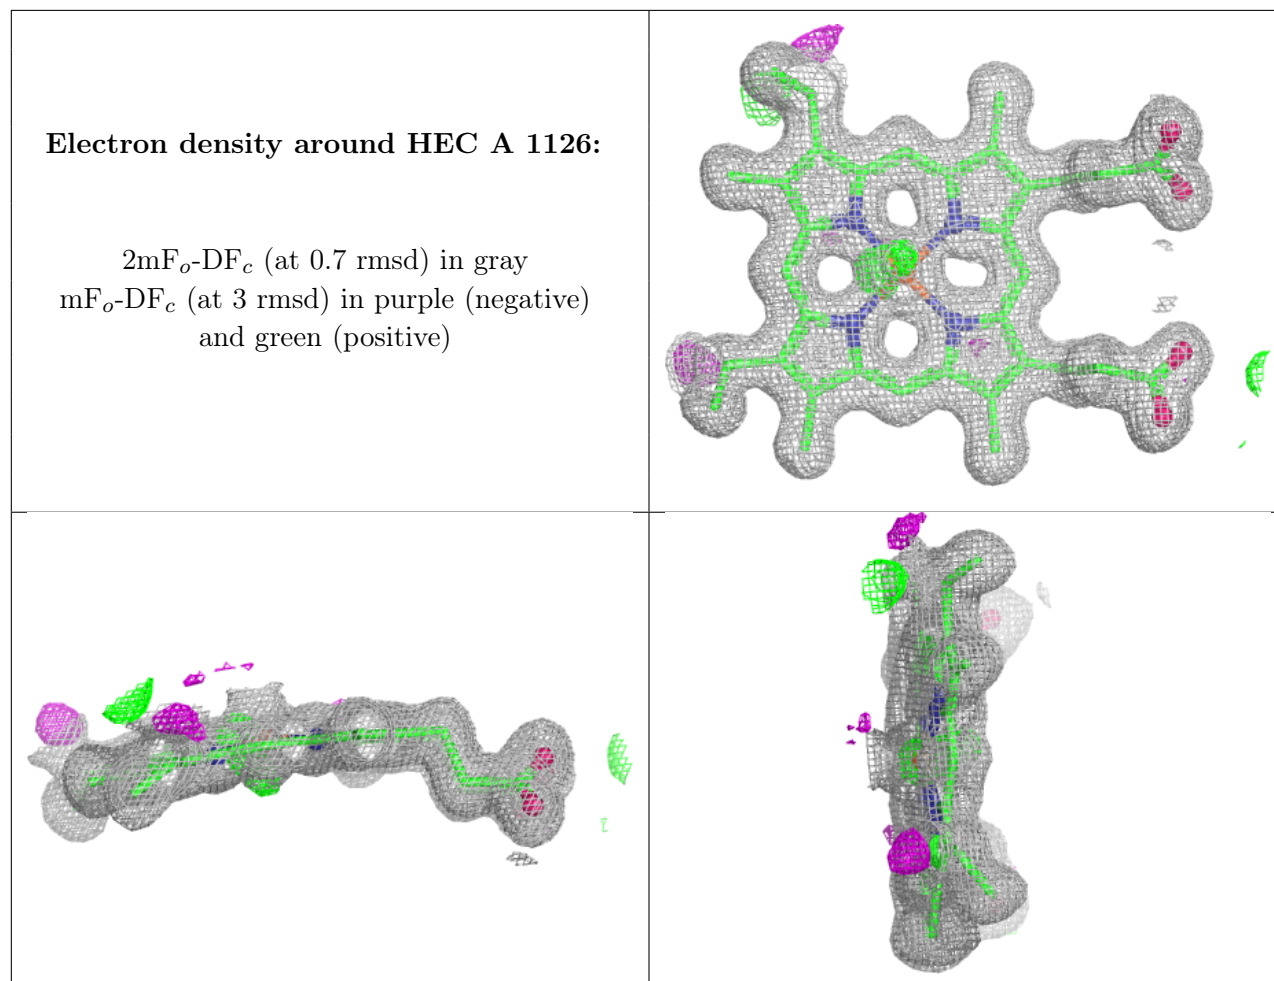 Electron density around HEC A 1126:
2mFo-DFc (at 0.7 rmsd) in gray
mFo-DFc (at 3 rmsd) in purple (negative)
and green (positive)